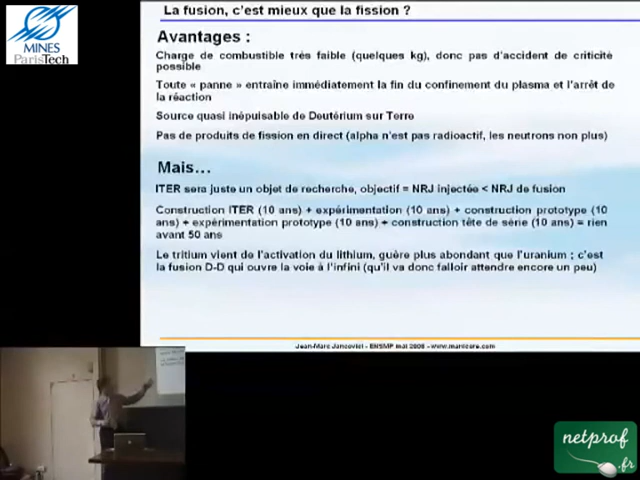 La fusion, c'est mieux que la fission ?
MINES
ParisTech
Avantages :
Charge de combustible très faible (quelques kg), donc pas d'accident de criticité
possible
Toute « panne » entraîne immédiatement la fin du confinement du plasma et l'arrêt de
la réaction
Source quasi inépuisable de Deutérium sur Terre
Pas de produits de fission en direct (alpha n'est pas radioactif, les neutrons non plus)
Mais...
ITER sera juste un objet de recherche, objectif = NRJ injectée < NRJ de fusion
Construction ITER (10 ans) + expérimentation (10 ans) + construction prototype (10
ans) + expérimentation prototype (10 ans) + construction tête de série (10 ans) = rien
avant 50 ans
Le tritium vient de l'activation du lithium, guère plus abondant que l'uranium ; c'est
la fusion D-D qui ouvre la voie à l'infini (qu'il va donc falloir attendre encore un peu)
Jean-Marc Jancovici - ENSMP mai 2008 - www.manicore.com
netprof
.fr